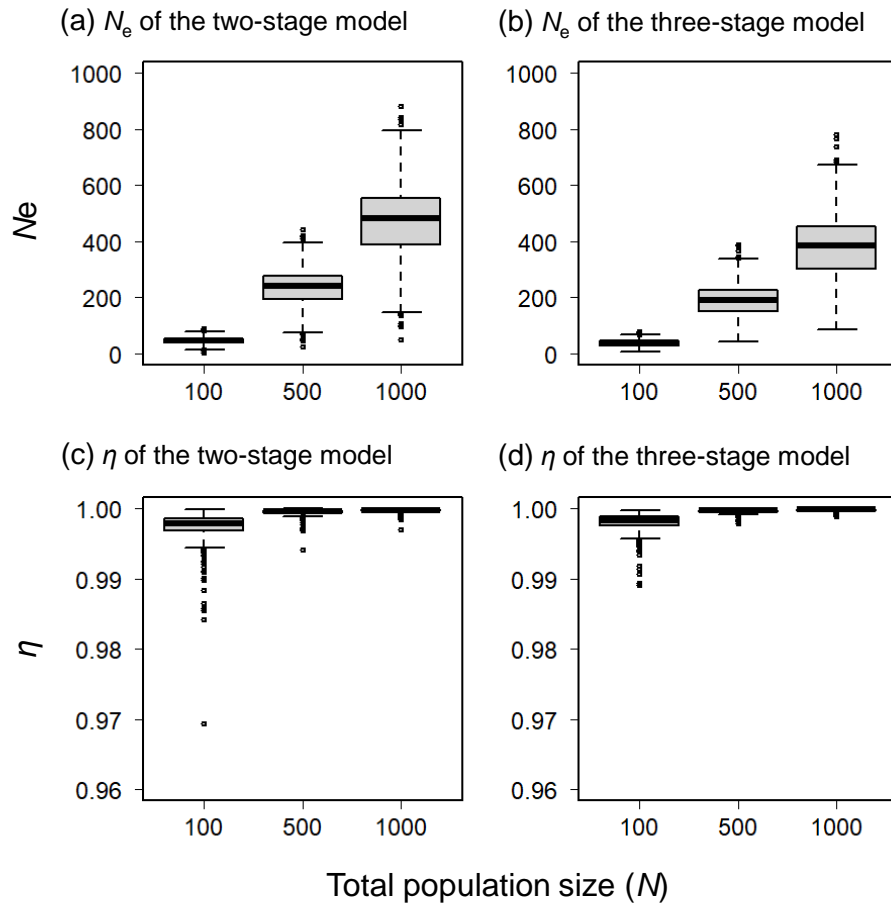 (a) Ne of the two-stage model
(b) Ne of the three-stage model
Ne
1000
800
600
400
200
0
100 500 1000
1000
800
600
400
200
0
100 500 1000
(c) η of the two-stage model
(d) η of the three-stage model
η
1.00
0.99
0.98
0.97
0.96
100 500 1000
1.00
0.99
0.98
0.97
0.96
100 500 1000
Total population size (N)